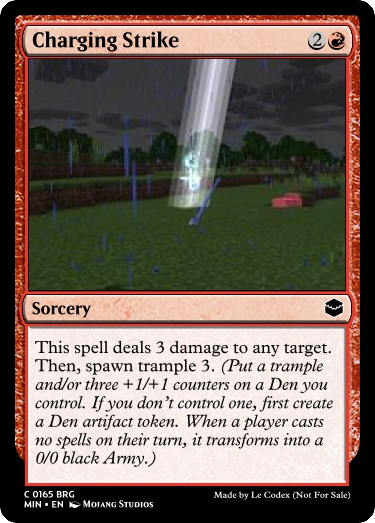 Charging Strike 2
Sorcery
This spell deals 3 damage to any target.
Then, spawn trample 3. (Put a trample
and/or three +1/+1 counters on a Den you
control. If you don't control one, first create
a Den artifact token. When a player casts
no spells on their turn, it transforms into a
0/0 black Army.)
C 0165 BRG
MIN • EN Mojang Studios
Made by Le Codex (Not For Sale)